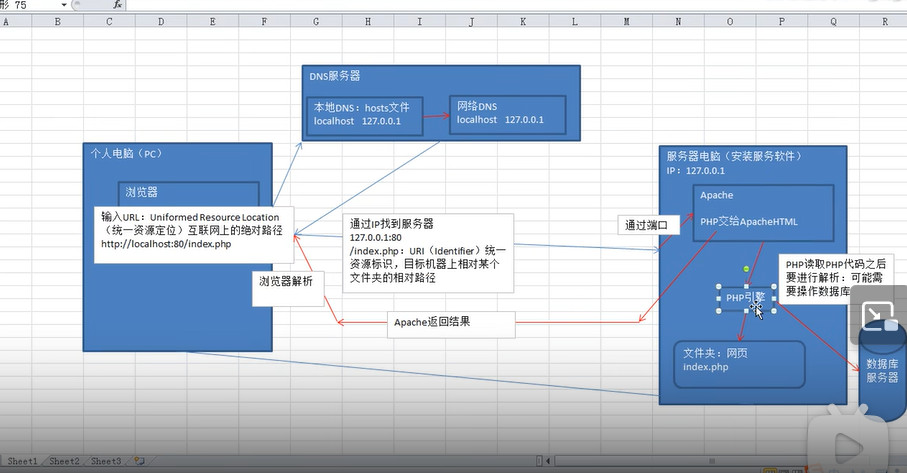 形 75
fx
A B C D E F G H I J K L M N O P Q R
DNS服务器
本地DNS：hosts文件
localhost 127.0.0.1
网络DNS
localhost 127.0.0.1
个人电脑（PC）
浏览器
输入URL：Uniformed Resource Location
（统一资源定位）互联网上的绝对路径
http://localhost:80/index.php
浏览器解析
通过IP找到服务器
127.0.0.1:80
/index.php：URI（Identifier）统一
资源标识，目标机器上相对某个
文件夹的相对路径
Apache返回结果
通过端口
服务器电脑（安装服务软件）
IP：127.0.0.1
Apache
PHP交给ApacheHTML
PHP读取PHP代码之后
要进行解析：可能需
要操作数据库
PHP引擎
文件夹：网页
index.php
数据库
服务器
Sheet1 Sheet2 Sheet3